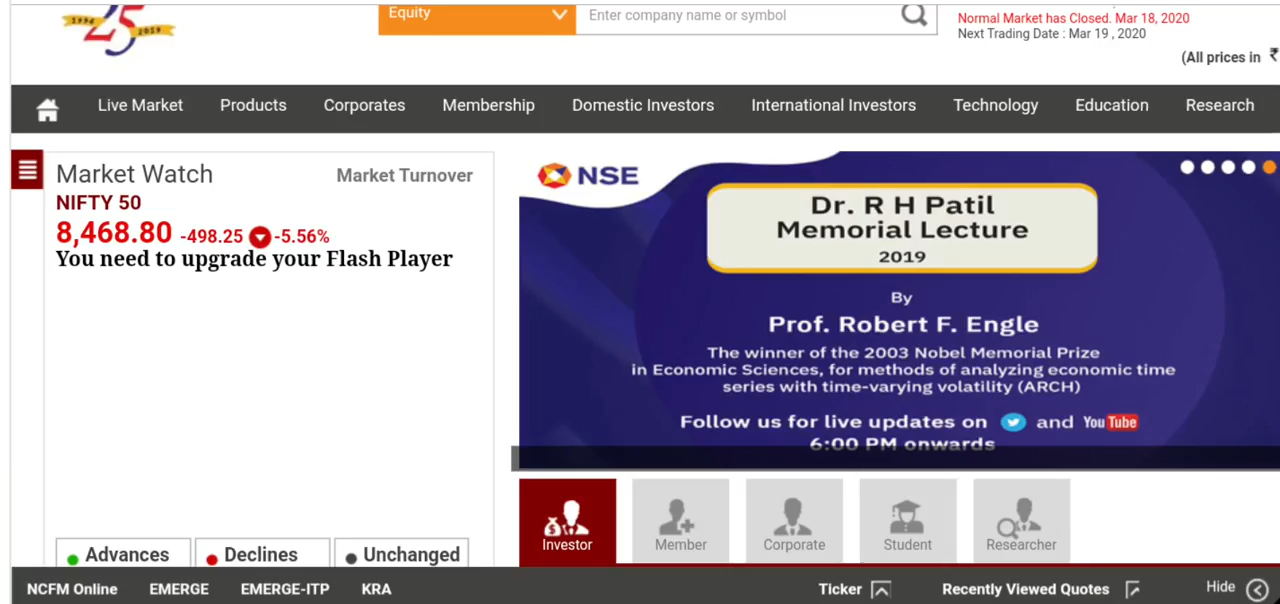 1994
2019
Equity
Enter company name or symbol
Normal Market has Closed. Mar 18, 2020
Next Trading Date : Mar 19 , 2020
(All prices in ₹
Live Market
Products
Corporates
Membership
Domestic Investors
International Investors
Technology
Education
Research
Market Watch
Market Turnover
NIFTY 50
8,468.80 -498.25 -5.56%
You need to upgrade your Flash Player
Advances
Declines
Unchanged
NSE
Dr. R H Patil
Memorial Lecture
2019
By
Prof. Robert F. Engle
The winner of the 2003 Nobel Memorial Prize
in Economic Sciences, for methods of analyzing economic time
series with time-varying volatility (ARCH)
Follow us for live updates on and YouTube
6:00 PM onwards
Investor
Member
Corporate
Student
Researcher
NCFM Online
EMERGE
EMERGE-ITP
KRA
Ticker
Recently Viewed Quotes
Hide